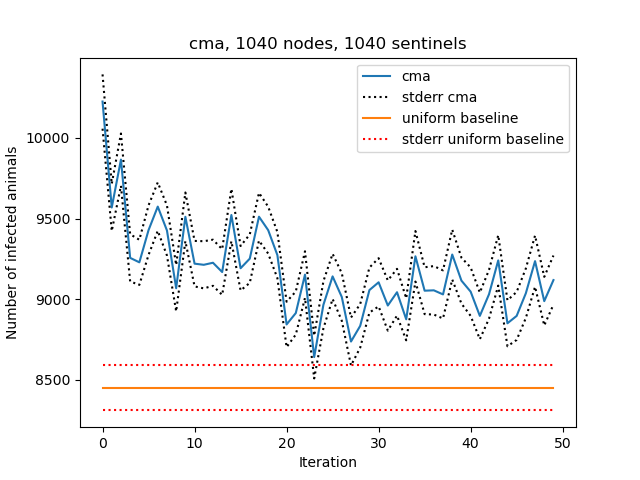 cma, 1040 nodes, 1040 sentinels
cma
stderr cma
uniform baseline
stderr uniform baseline
Number of infected animals
10000
9500
9000
8500
0
10
20
30
40
50
Iteration